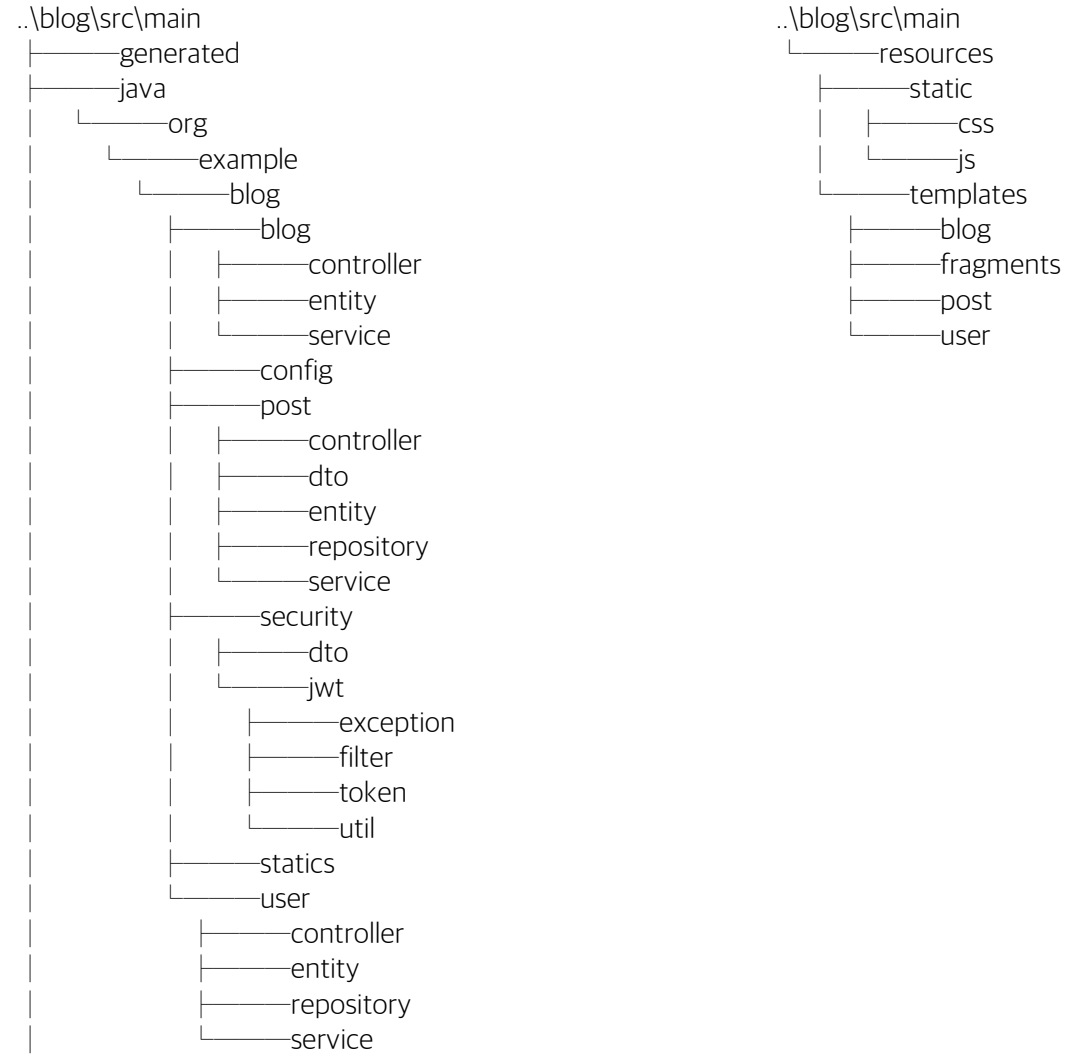 ..\blog\src\main
├───generated
├───java
│   └───org
│       └───example
│           └───blog
│               ├───blog
│               │   ├───controller
│               │   ├───entity
│               │   └───service
│               ├───config
│               ├───post
│               │   ├───controller
│               │   ├───dto
│               │   ├───entity
│               │   ├───repository
│               │   └───service
│               ├───security
│               │   ├───dto
│               │   └───jwt
│               │       ├───exception
│               │       ├───filter
│               │       ├───token
│               │       └───util
│               ├───statics
│               └───user
│                   ├───controller
│                   ├───entity
│                   ├───repository
│                   └───service
..\blog\src\main
└───resources
    ├───static
    │   ├───css
    │   └───js
    └───templates
        ├───blog
        ├───fragments
        ├───post
        └───user